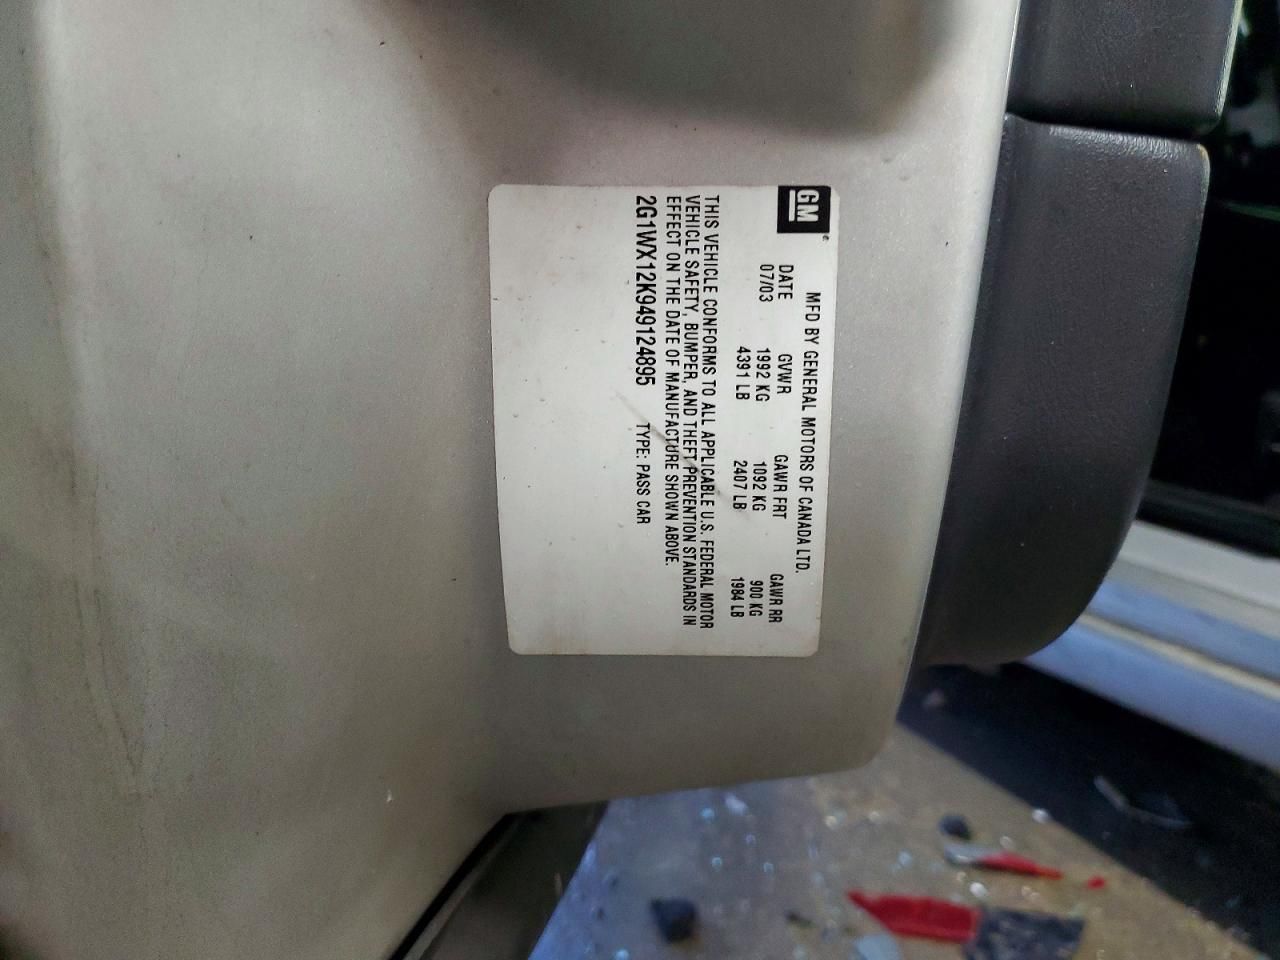 GM
MFD BY GENERAL MOTORS OF CANADA LTD.
DATE GVWR GAWR FRT GAWR RR
07/03 1992 KG 1092 KG 900 KG
4391 LB 2407 LB 1984 LB
THIS VEHICLE CONFORMS TO ALL APPLICABLE U.S. FEDERAL MOTOR
VEHICLE SAFETY, BUMPER, AND THEFT PREVENTION STANDARDS IN
EFFECT ON THE DATE OF MANUFACTURE SHOWN ABOVE.
2G1WX12K949124895 TYPE: PASS CAR